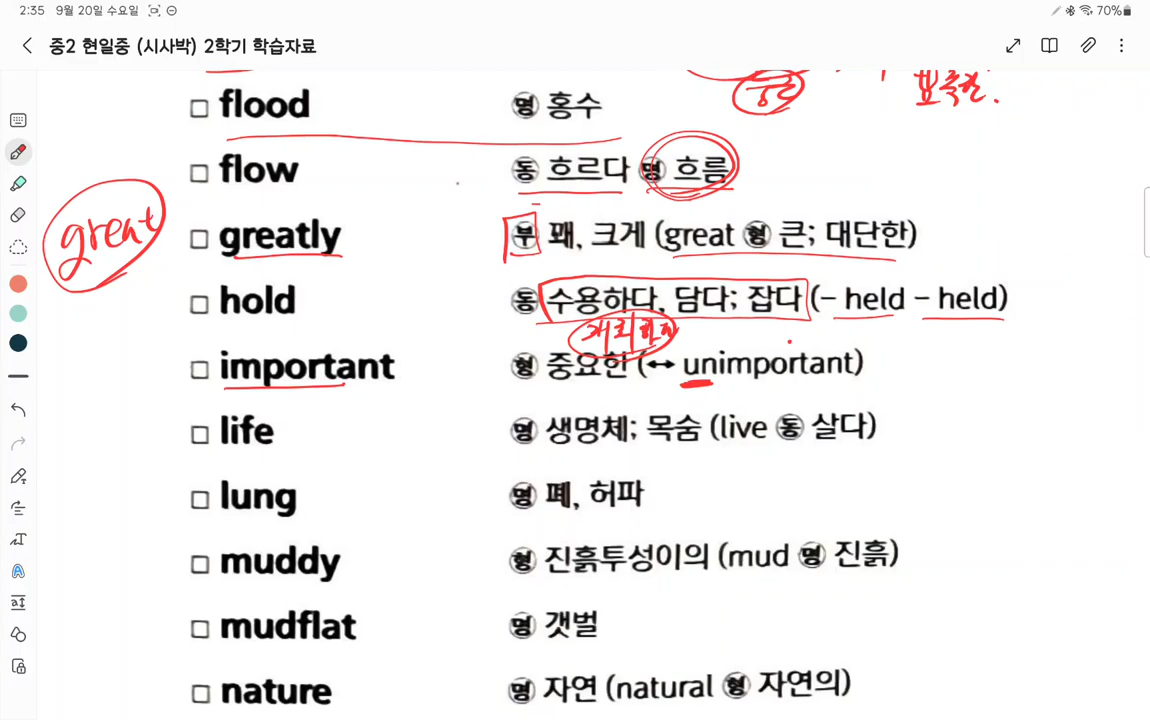 2:35 9월 20일 수요일 70%
중2 현일중 (시사박) 2학기 학습자료
flood 명 홍수
flow 동 흐르다 명 흐름
great
greatly 부 꽤, 크게 (great 형 큰; 대단한)
hold 동 수용하다, 담다; 잡다 (– held – held)
개최하다
important 형 중요한 (↔ unimportant)
life 명 생명체; 목숨 (live 동 살다)
lung 명 폐, 허파
muddy 형 진흙투성이의 (mud 명 진흙)
mudflat 명 갯벌
nature 명 자연 (natural 형 자연의)